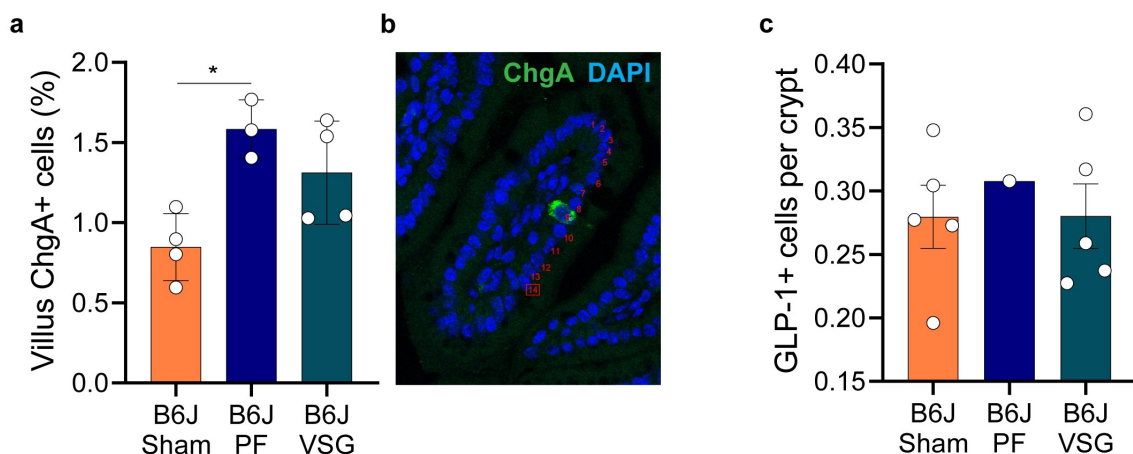 a
Villus ChgA+ cells (%)
2.0
1.5
1.0
0.5
0.0
*
B6J
Sham
B6J
PF
B6J
VSG
b
ChgA DAPI
1
2
3
4
5
6
7
8
9
10
11
12
13
14
c
GLP-1+ cells per crypt
0.40
0.35
0.30
0.25
0.20
0.15
B6J
Sham
B6J
PF
B6J
VSG